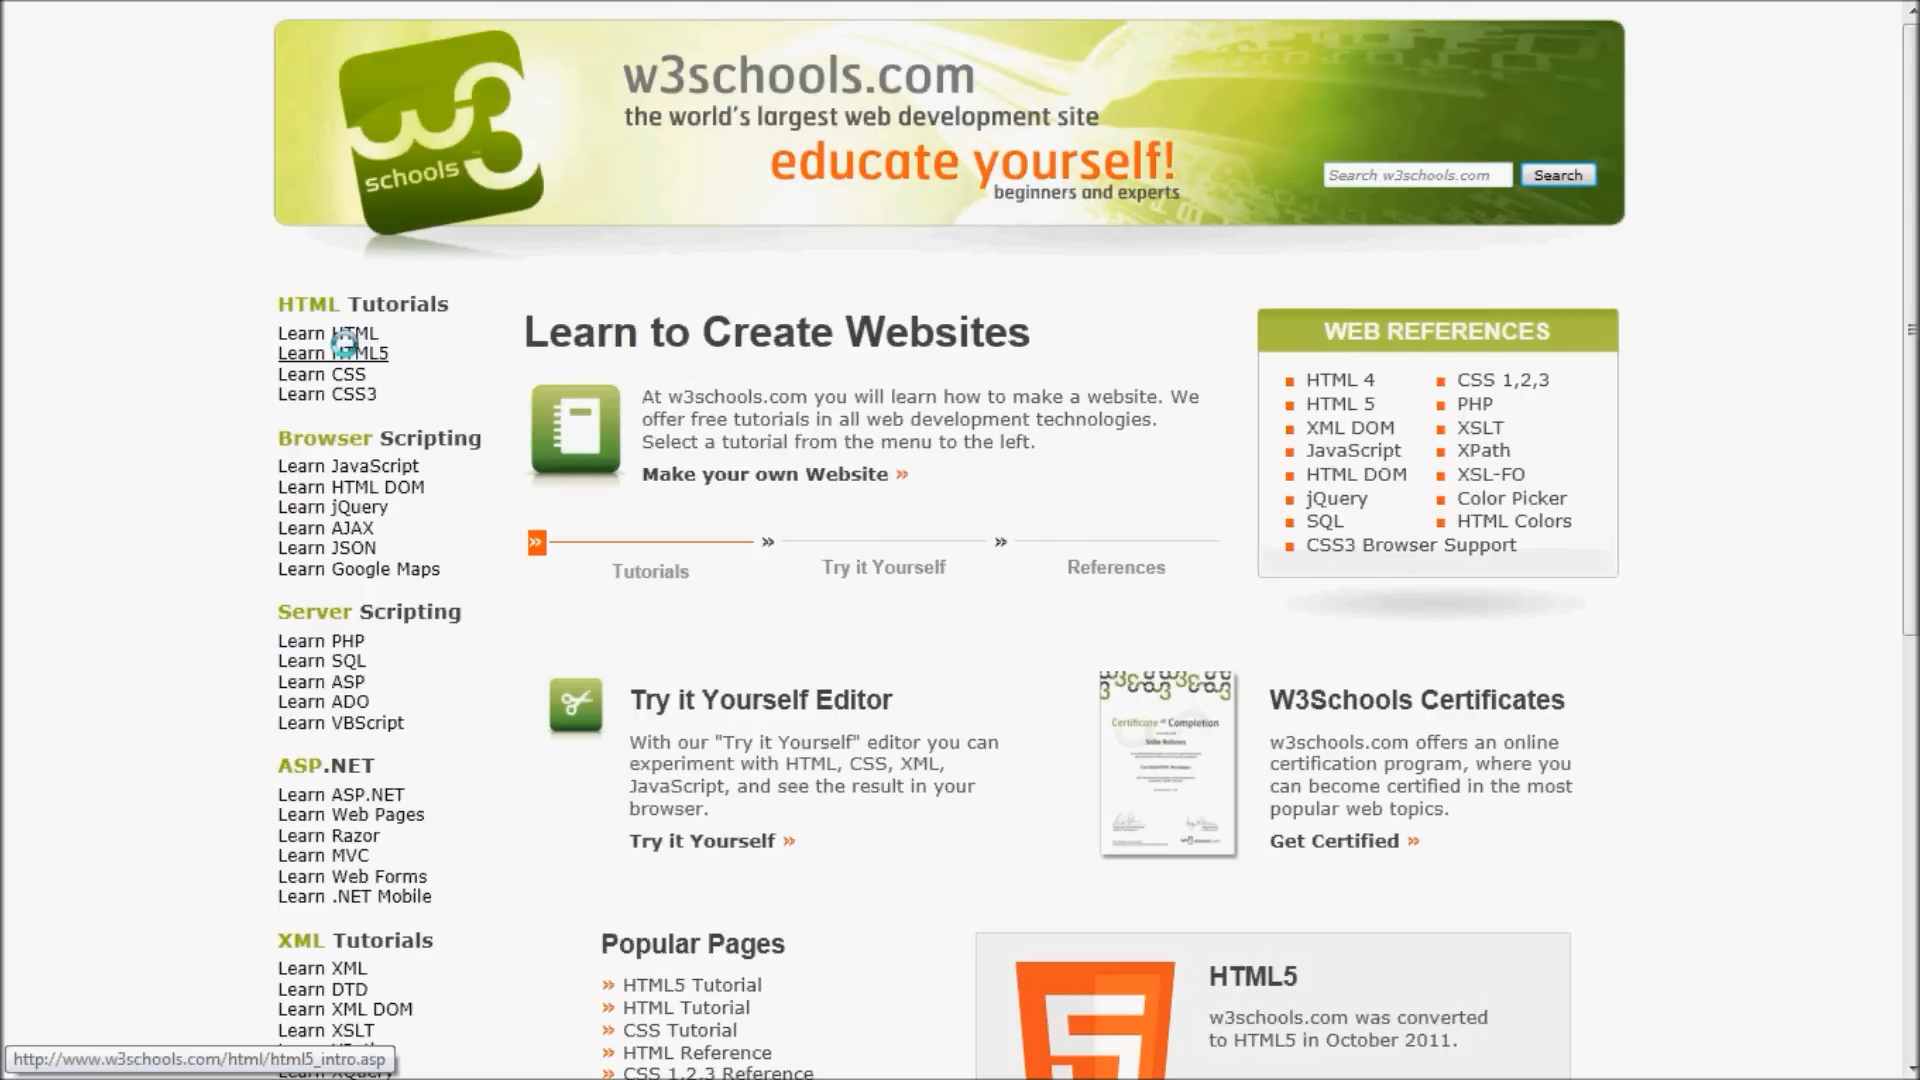 w3
schools
w3schools.com
the world's largest web development site
educate yourself!
beginners and experts
Search w3schools.com
Search
HTML Tutorials
Learn HTML
Learn HTML5
Learn CSS
Learn CSS3
Browser Scripting
Learn JavaScript
Learn HTML DOM
Learn jQuery
Learn AJAX
Learn JSON
Learn Google Maps
Server Scripting
Learn PHP
Learn SQL
Learn ASP
Learn ADO
Learn VBScript
ASP.NET
Learn ASP.NET
Learn Web Pages
Learn Razor
Learn MVC
Learn Web Forms
Learn .NET Mobile
XML Tutorials
Learn XML
Learn DTD
Learn XML DOM
Learn XSLT
http://www.w3schools.com/html/html5_intro.asp
Learn to Create Websites
At w3schools.com you will learn how to make a website. We
offer free tutorials in all web development technologies.
Select a tutorial from the menu to the left.
Make your own Website »
» Tutorials
» Try it Yourself
» References
WEB REFERENCES
HTML 4
HTML 5
XML DOM
JavaScript
HTML DOM
jQuery
SQL
CSS3 Browser Support
CSS 1,2,3
PHP
XSLT
XPath
XSL-FO
Color Picker
HTML Colors
Try it Yourself Editor
With our "Try it Yourself" editor you can
experiment with HTML, CSS, XML,
JavaScript, and see the result in your
browser.
Try it Yourself »
Certificate of Completion
W3Schools Certificates
w3schools.com offers an online
certification program, where you
can become certified in the most
popular web topics.
Get Certified »
Popular Pages
» HTML5 Tutorial
» HTML Tutorial
» CSS Tutorial
» HTML Reference
» CSS 1,2,3 Reference
5
HTML5
w3schools.com was converted
to HTML5 in October 2011.